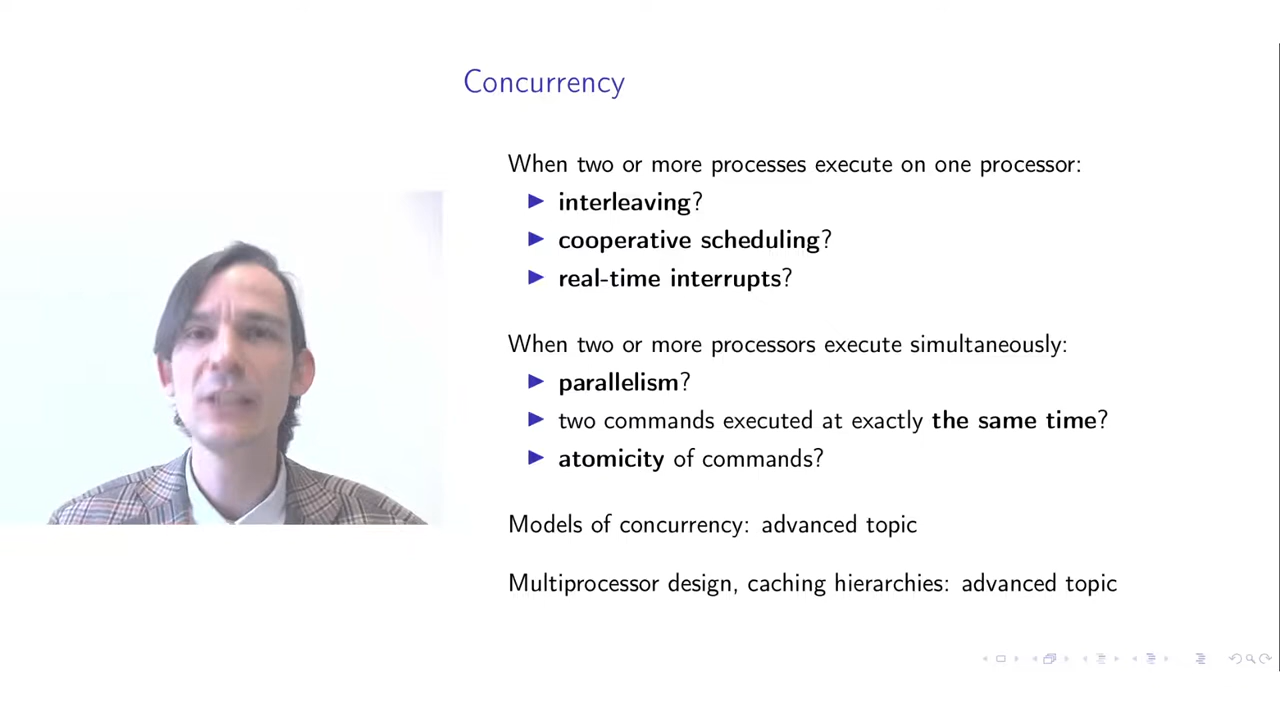 Concurrency
When two or more processes execute on one processor:
interleaving?
cooperative scheduling?
real-time interrupts?
When two or more processors execute simultaneously:
parallelism?
two commands executed at exactly the same time?
atomicity of commands?
Models of concurrency: advanced topic
Multiprocessor design, caching hierarchies: advanced topic